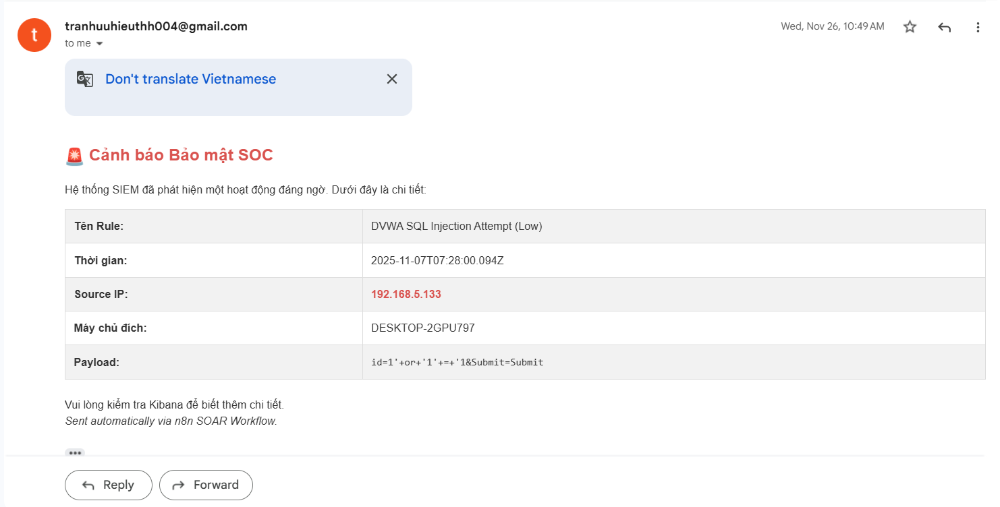 t
tranhuuhieuthh004@gmail.com
Wed, Nov 26, 10:49 AM
to me
Don't translate Vietnamese
🚨 Cảnh báo Bảo mật SOC
Hệ thống SIEM đã phát hiện một hoạt động đáng ngờ. Dưới đây là chi tiết:
Tên Rule: DVWA SQL Injection Attempt (Low)
Thời gian: 2025-11-07T07:28:00.094Z
Source IP: 192.168.5.133
Máy chủ đích: DESKTOP-2GPU797
Payload: id=1'+or+'1'+=+'1&Submit=Submit
Vui lòng kiểm tra Kibana để biết thêm chi tiết.
Sent automatically via n8n SOAR Workflow.
Reply Forward